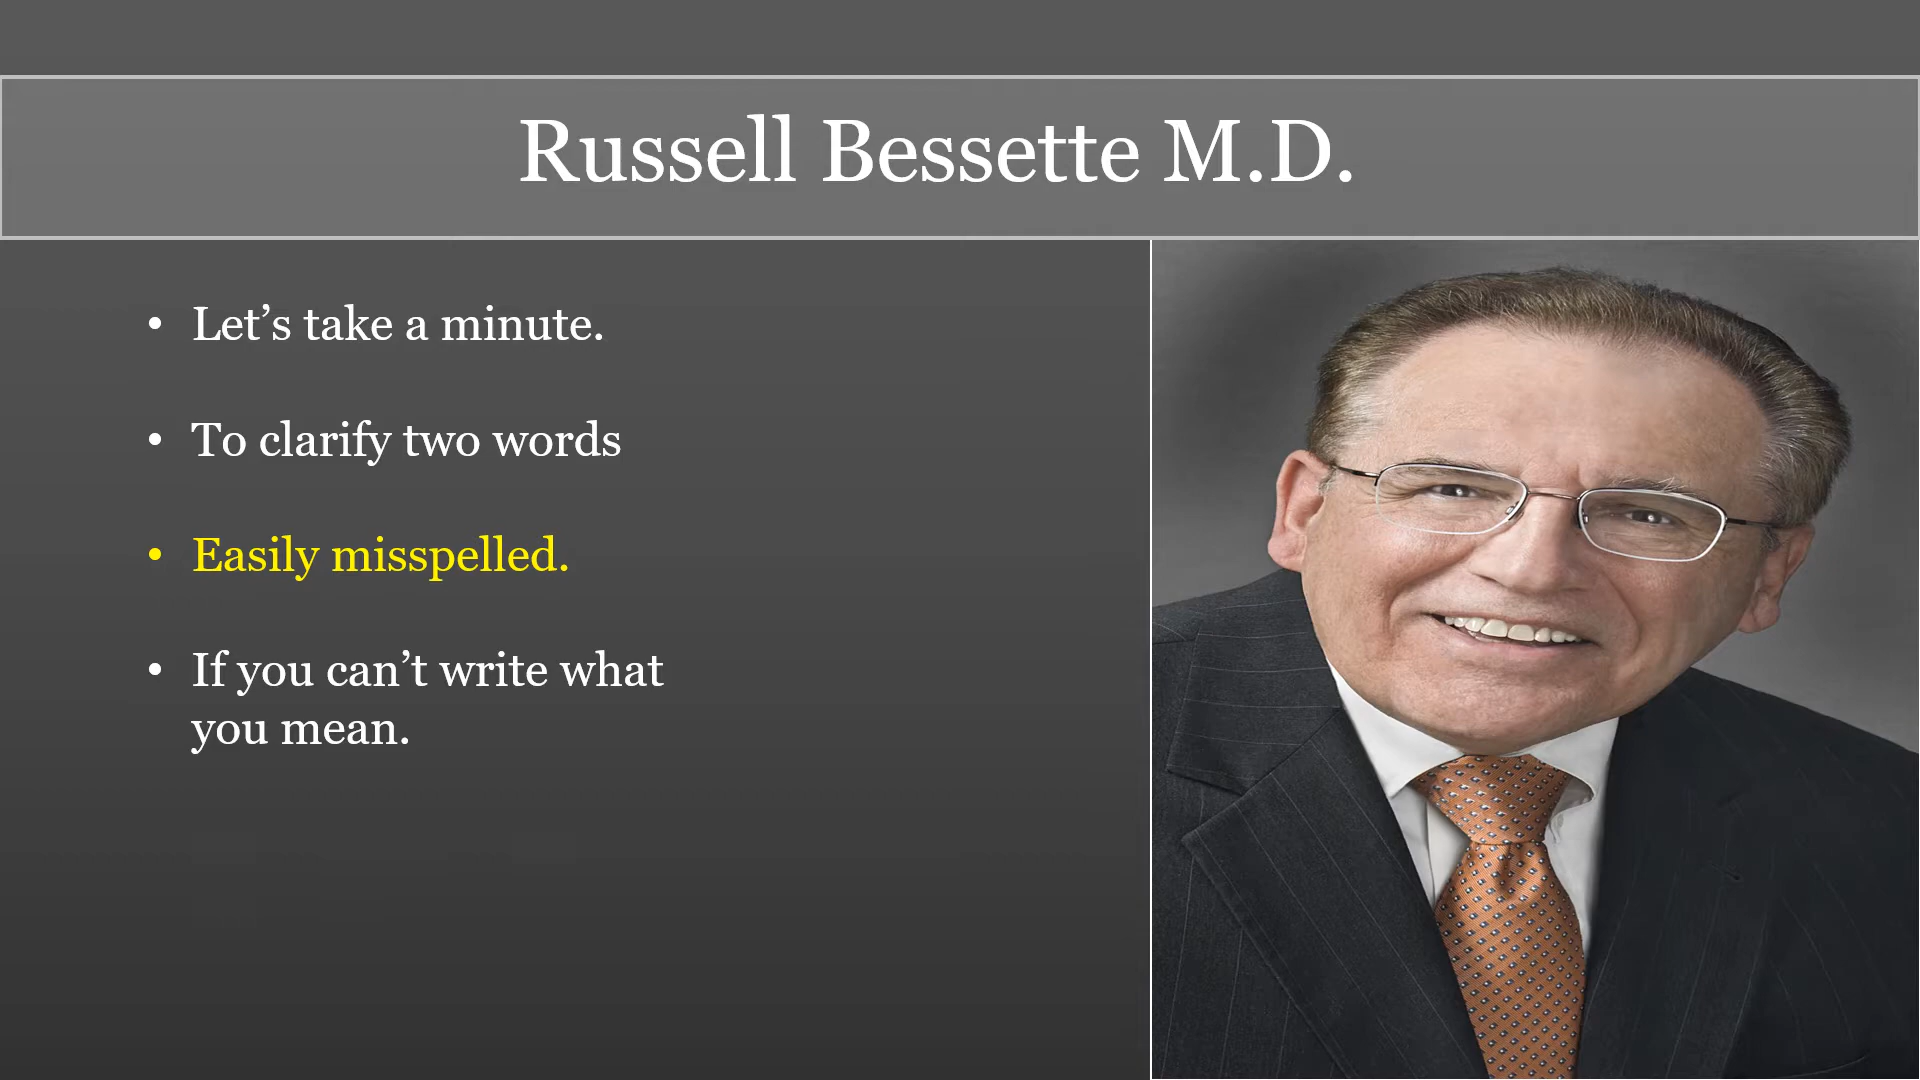 Russell Bessette M.D.
• Let’s take a minute.
• To clarify two words
• Easily misspelled.
• If you can’t write what
you mean.